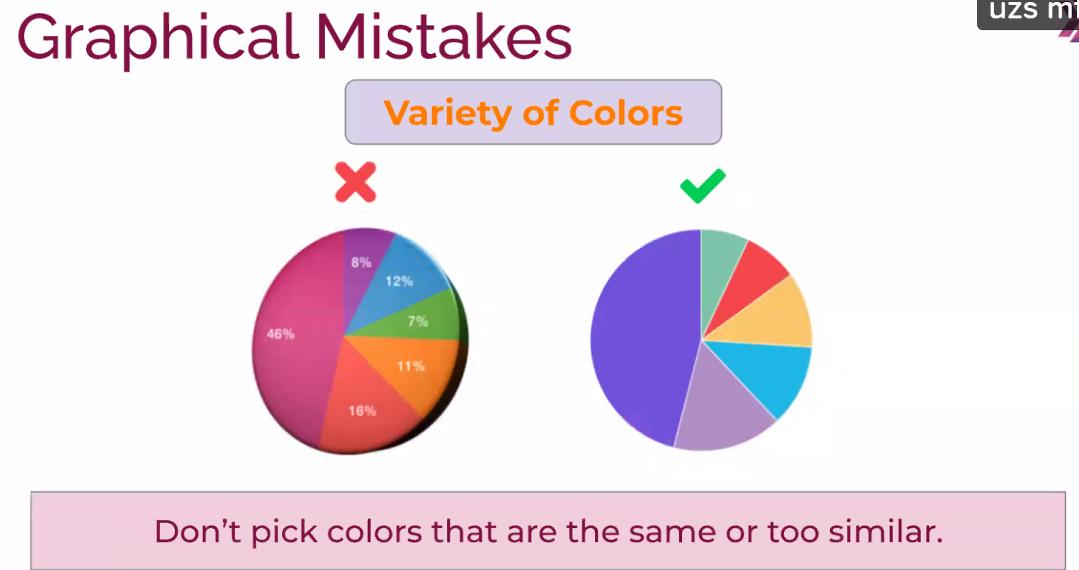 uzs
Graphical Mistakes
Variety of Colors
8%
12%
46%
7%
11%
16%
Don't pick colors that are the same or too similar.